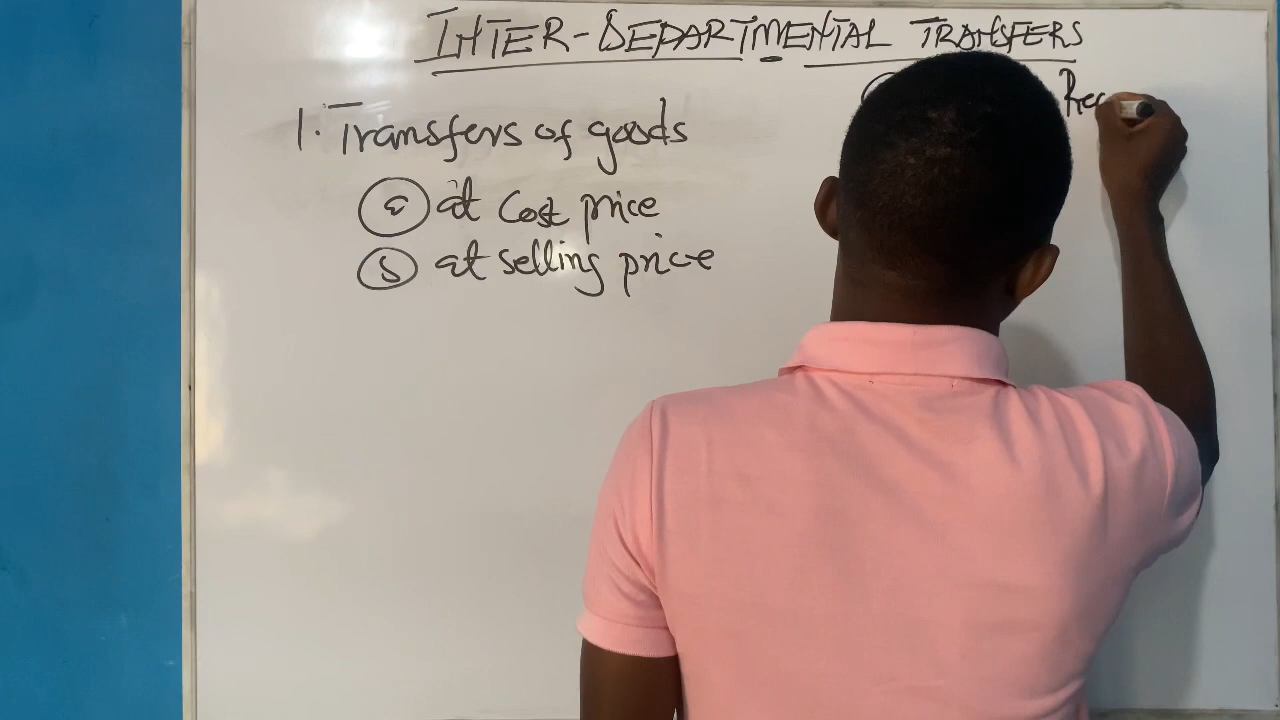 INTER-DEPARTMENTAL TRANSFERS
1. Transfers of goods
(a) at Cost price
(b) at selling price